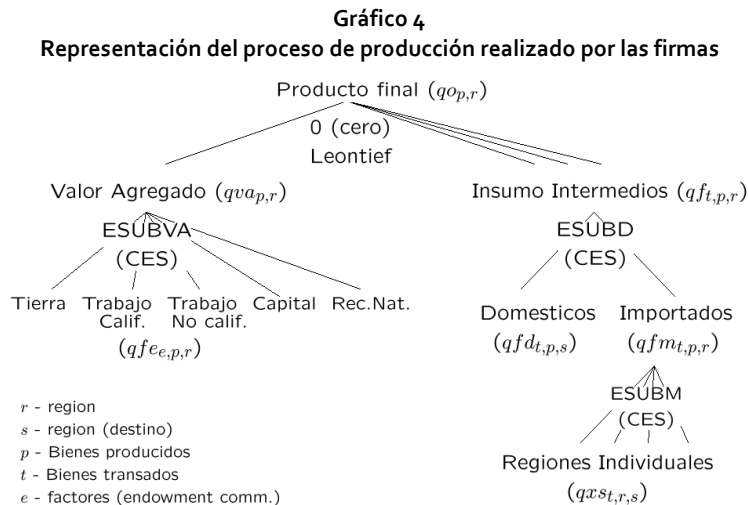 Gráfico 4
Representación del proceso de producción realizado por las firmas
Producto final (qo_{p,r})
0 (cero)
Leontief
Valor Agregado (qva_{p,r})
Insumo Intermedios (qf_{t,p,r})
ESUBVA
(CES)
ESUBD
(CES)
Tierra
Trabajo Calif.
Trabajo No calif.
Capital
Rec.Nat.
(qfe_{e,p,r})
Domesticos
(qfd_{t,p,s})
Importados
(qfm_{t,p,r})
ESUBM
(CES)
Regiones Individuales
(qxs_{t,r,s})
r - region
s - region (destino)
p - Bienes producidos
t - Bienes transados
e - factores (endowment comm.)